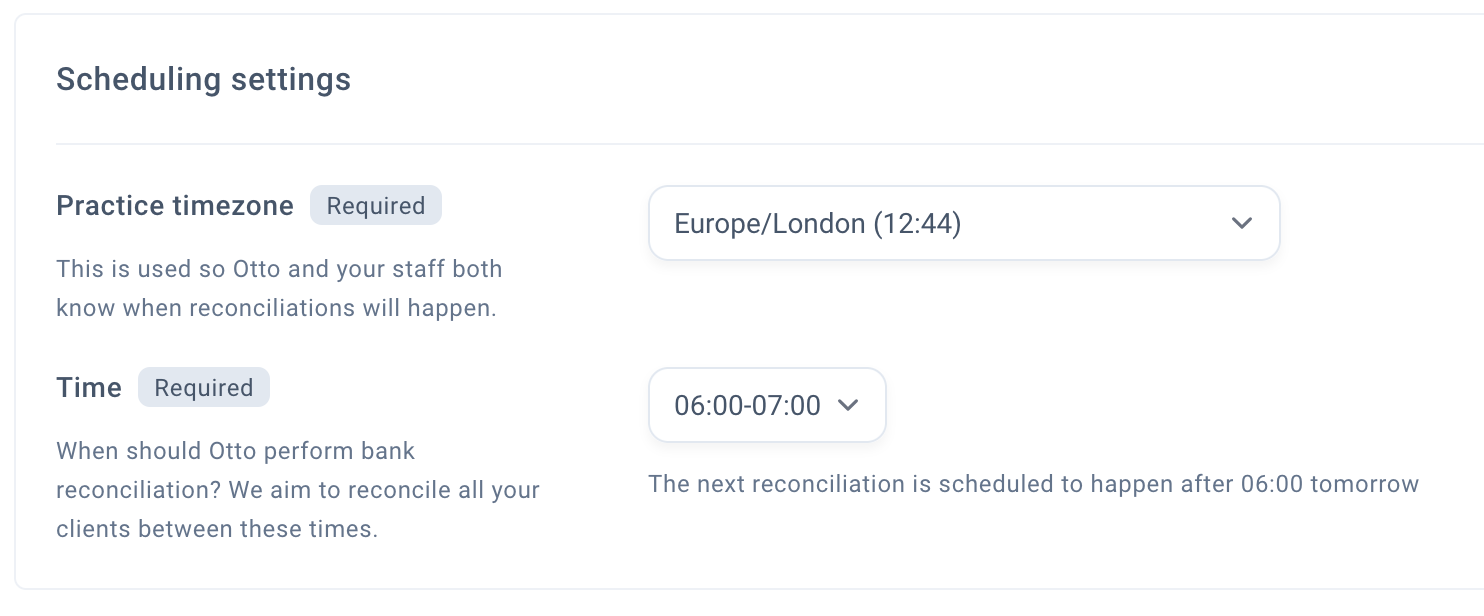 Scheduling settings
Practice timezone Required
Europe/London (12:44)
This is used so Otto and your staff both
know when reconciliations will happen.
Time Required
06:00-07:00
When should Otto perform bank
reconciliation? We aim to reconcile all your
clients between these times.
The next reconciliation is scheduled to happen after 06:00 tomorrow